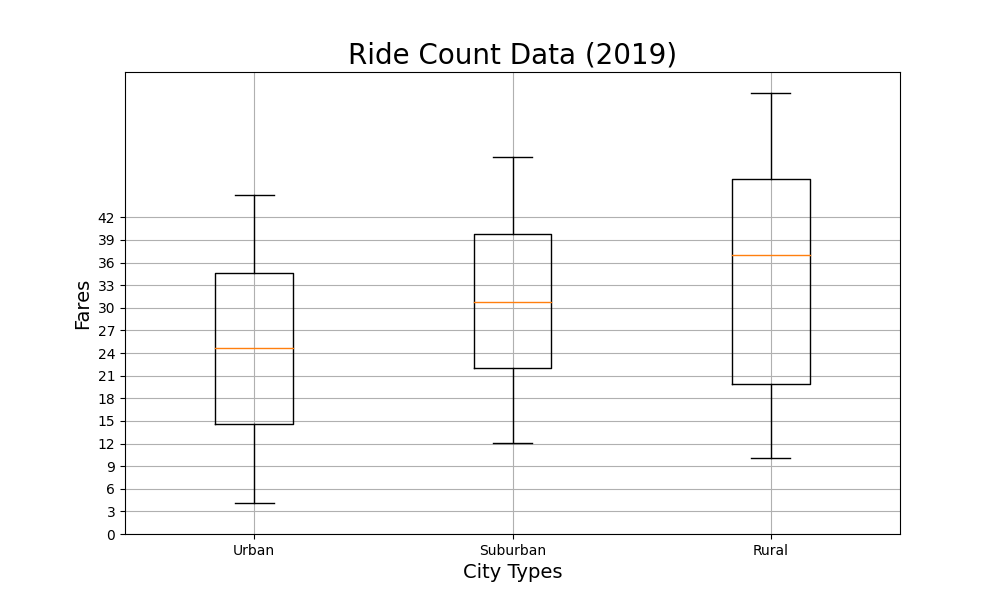 Ride Count Data (2019)
Fares
42
39
36
33
30
27
24
21
18
15
12
9
6
3
0
Urban
Suburban
Rural
City Types